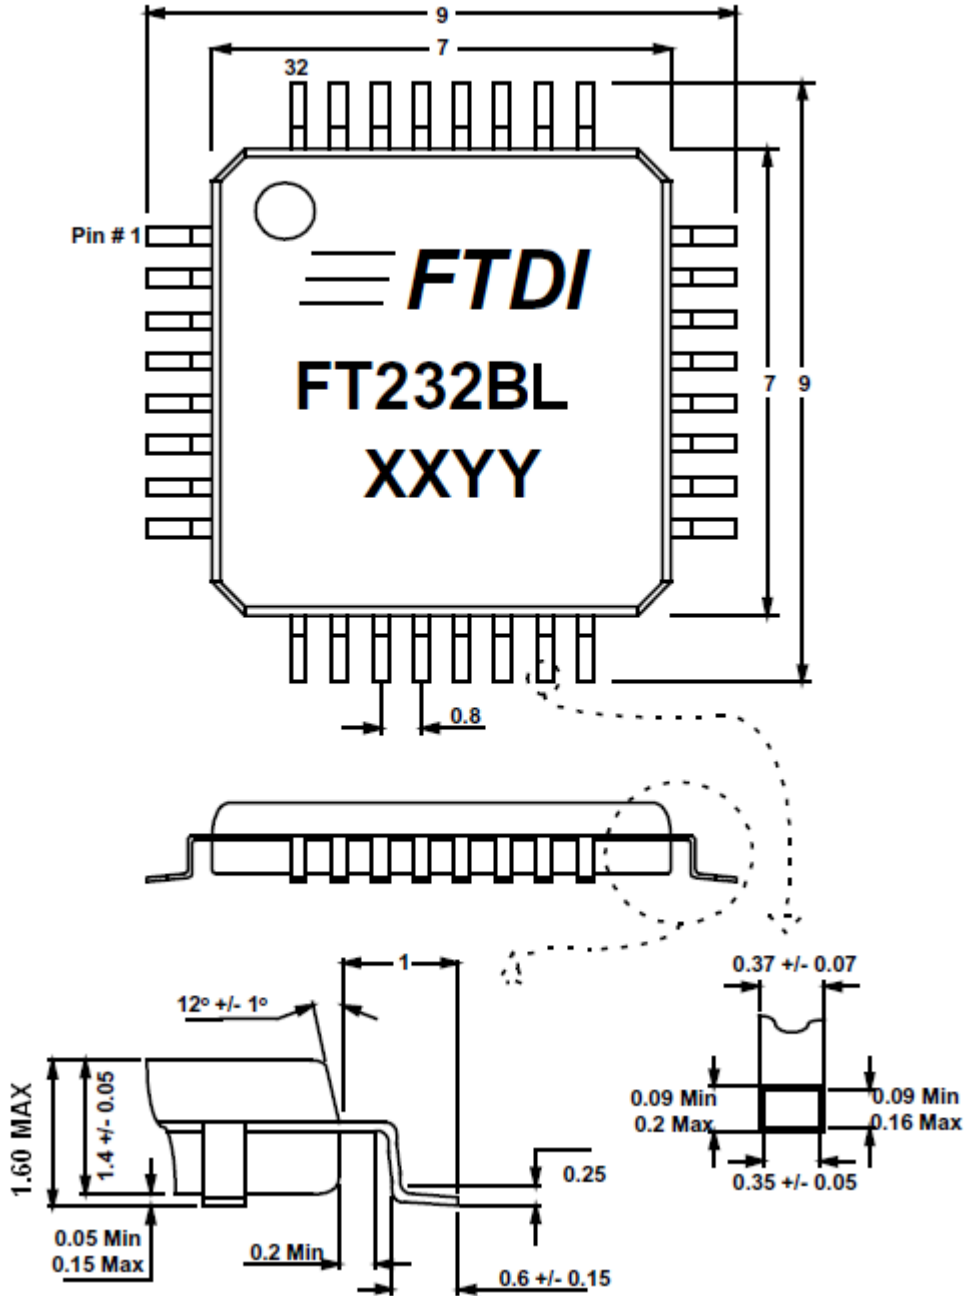 9
7
32
Pin # 1
FTDI
FT232BL
XXYY
7 9
0.8
1
0.37 +/- 0.07
12º +/- 1º
1.60 MAX
1.4 +/- 0.05
0.09 Min
0.2 Max
0.09 Min
0.16 Max
0.25
0.35 +/- 0.05
0.05 Min
0.15 Max
0.2 Min
0.6 +/- 0.15